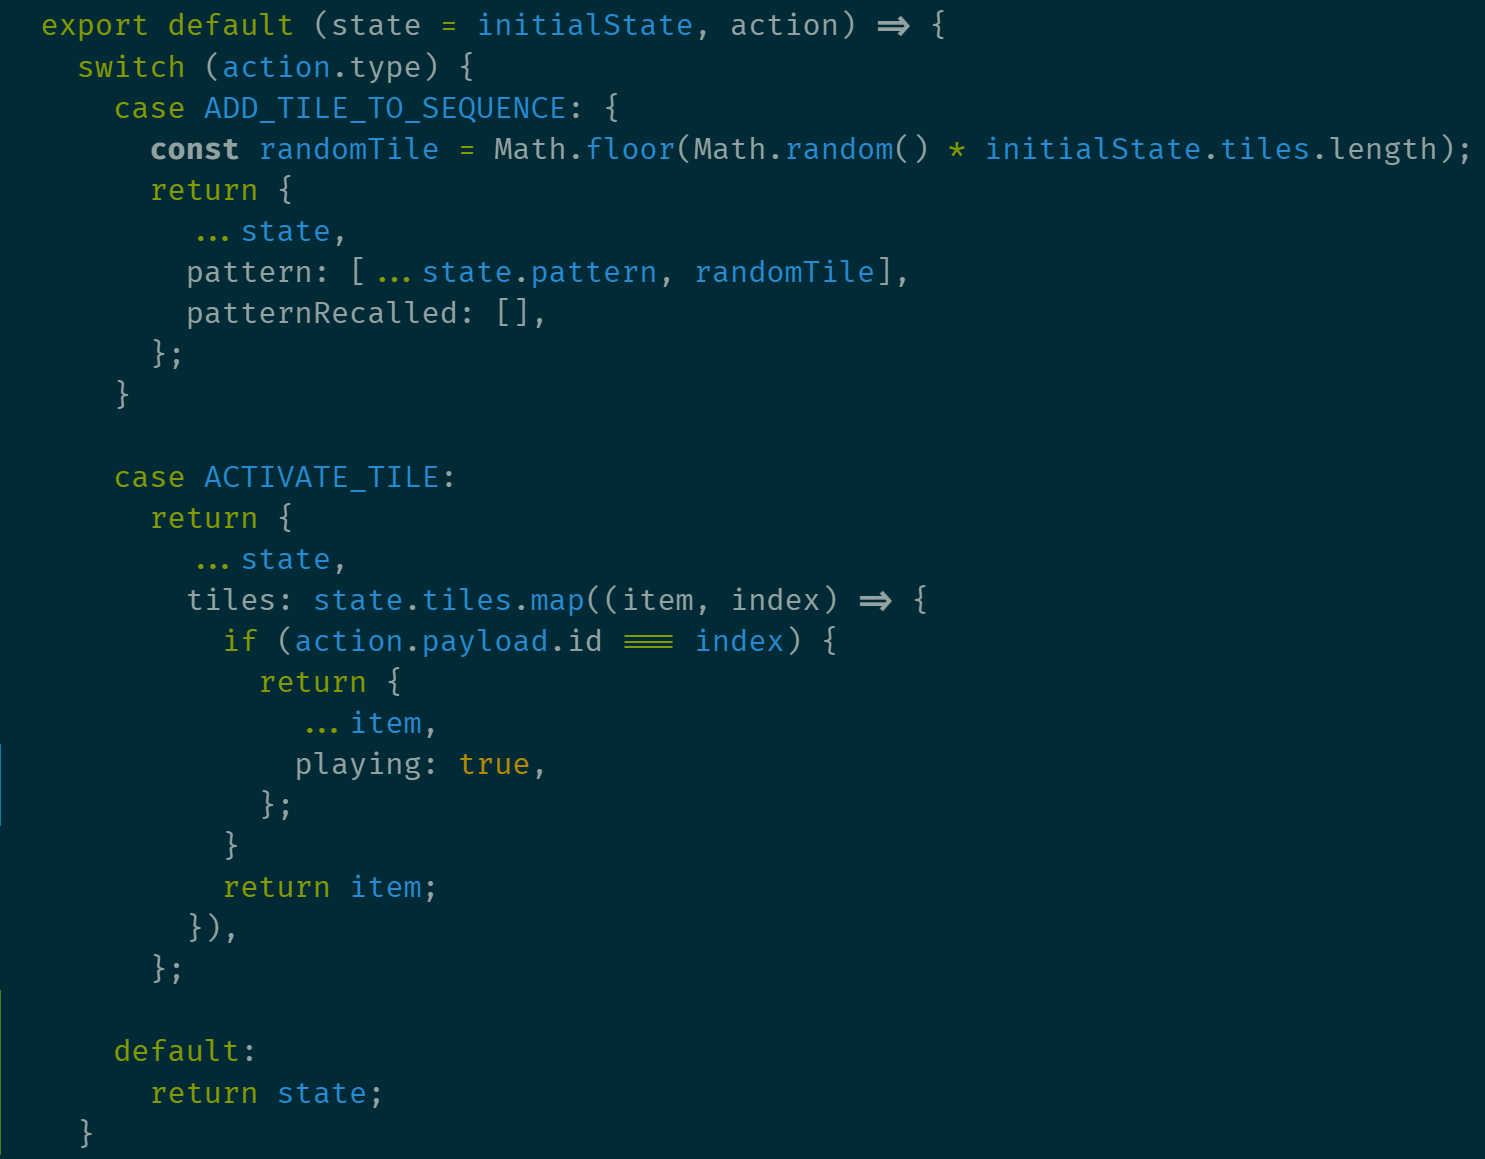 export default (state = initialState, action) => {
  switch (action.type) {
    case ADD_TILE_TO_SEQUENCE: {
      const randomTile = Math.floor(Math.random() * initialState.tiles.length);
      return {
        ...state,
        pattern: [...state.pattern, randomTile],
        patternRecalled: [],
      };
    }

    case ACTIVATE_TILE:
      return {
        ...state,
        tiles: state.tiles.map((item, index) => {
          if (action.payload.id === index) {
            return {
              ...item,
              playing: true,
            };
          }
          return item;
        }),
      };

    default:
      return state;
  }